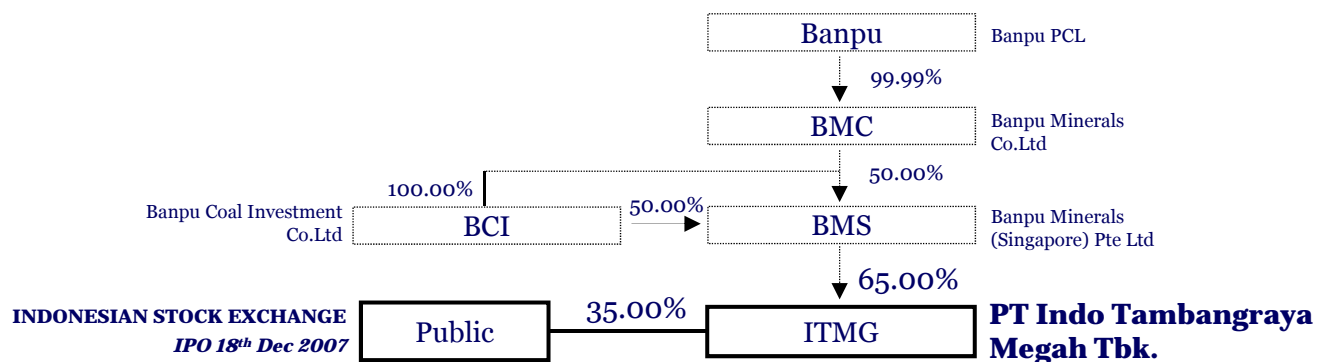 Banpu
Banpu PCL
99.99%
BMC
Banpu Minerals
Co.Ltd
100.00%
50.00%
Banpu Coal Investment
Co.Ltd
BCI
50.00%
BMS
Banpu Minerals
(Singapore) Pte Ltd
65.00%
INDONESIAN STOCK EXCHANGE
IPO 18th Dec 2007
Public
35.00%
ITMG
PT Indo Tambangraya
Megah Tbk.